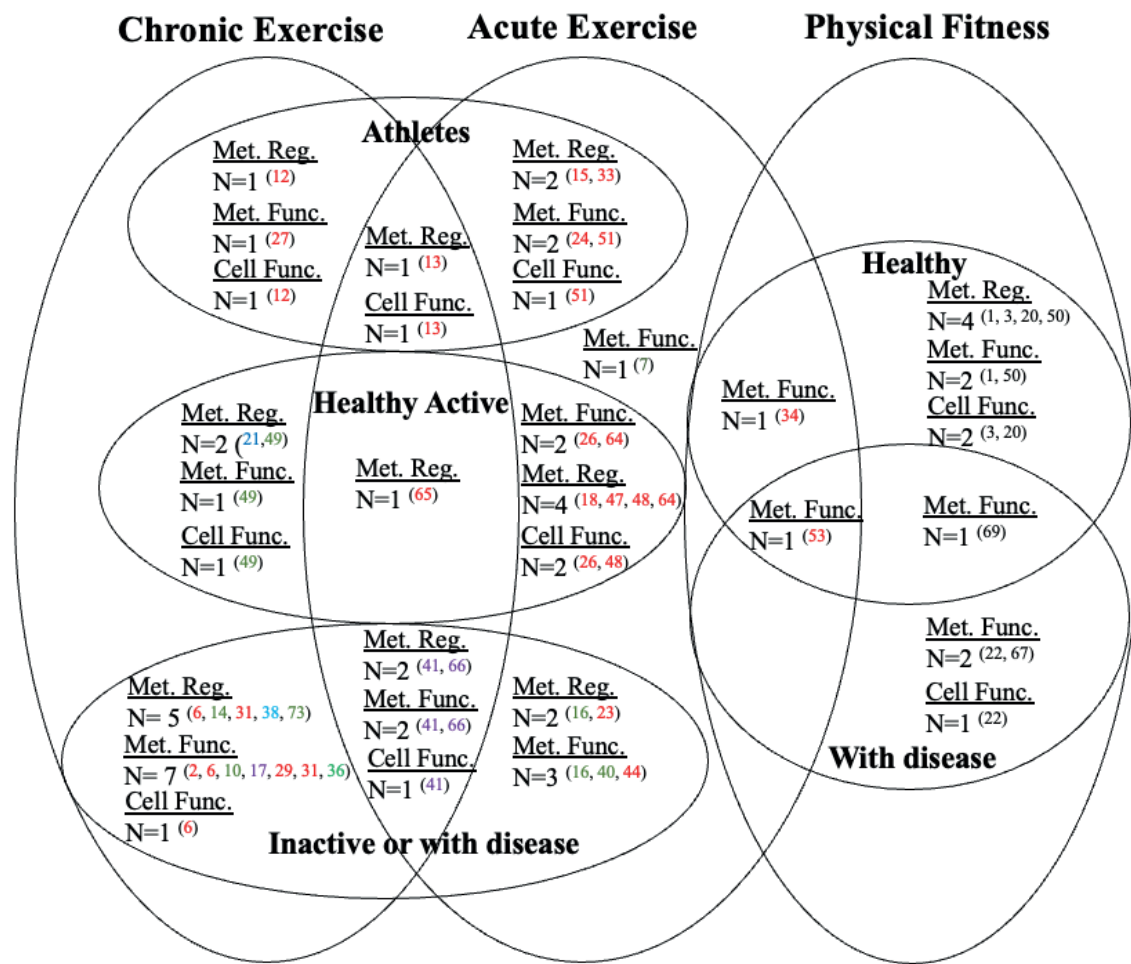 Chronic Exercise
Acute Exercise
Physical Fitness
Athletes
Met. Reg.
N=1 (12)
Met. Func.
N=1 (27)
Cell Func.
N=1 (12)
Met. Reg.
N=1 (13)
Cell Func.
N=1 (13)
Met. Reg.
N=2 (15, 33)
Met. Func.
N=2 (24, 51)
Cell Func.
N=1 (51)
Met. Func.
N=1 (7)
Healthy Active
Met. Reg.
N=2 (21,49)
Met. Func.
N=1 (49)
Cell Func.
N=1 (49)
Met. Reg.
N=1 (65)
Met. Func.
N=2 (26, 64)
Met. Reg.
N=4 (18, 47, 48, 64)
Cell Func.
N=2 (26, 48)
Met. Reg.
N= 5 (6, 14, 31, 38, 73)
Met. Func.
N= 7 (2, 6, 10, 17, 29, 31, 36)
Cell Func.
N=1 (6)
Met. Reg.
N=2 (41, 66)
Met. Func.
N=2 (41, 66)
Cell Func.
N=1 (41)
Met. Reg.
N=2 (16, 23)
Met. Func.
N=3 (16, 40, 44)
Inactive or with disease
Healthy
Met. Reg.
N=4 (1, 3, 20, 50)
Met. Func.
N=2 (1, 50)
Cell Func.
N=2 (3, 20)
Met. Func.
N=1 (34)
Met. Func.
N=1 (53)
Met. Func.
N=1 (69)
Met. Func.
N=2 (22, 67)
Cell Func.
N=1 (22)
With disease